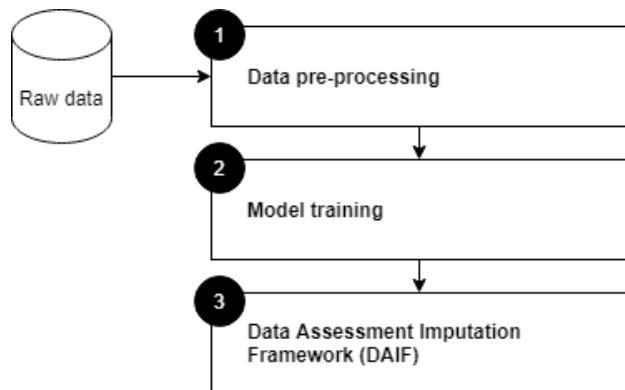 1
Raw data
Data pre-processing
2
Model training
3
Data Assessment Imputation
Framework (DAIF)